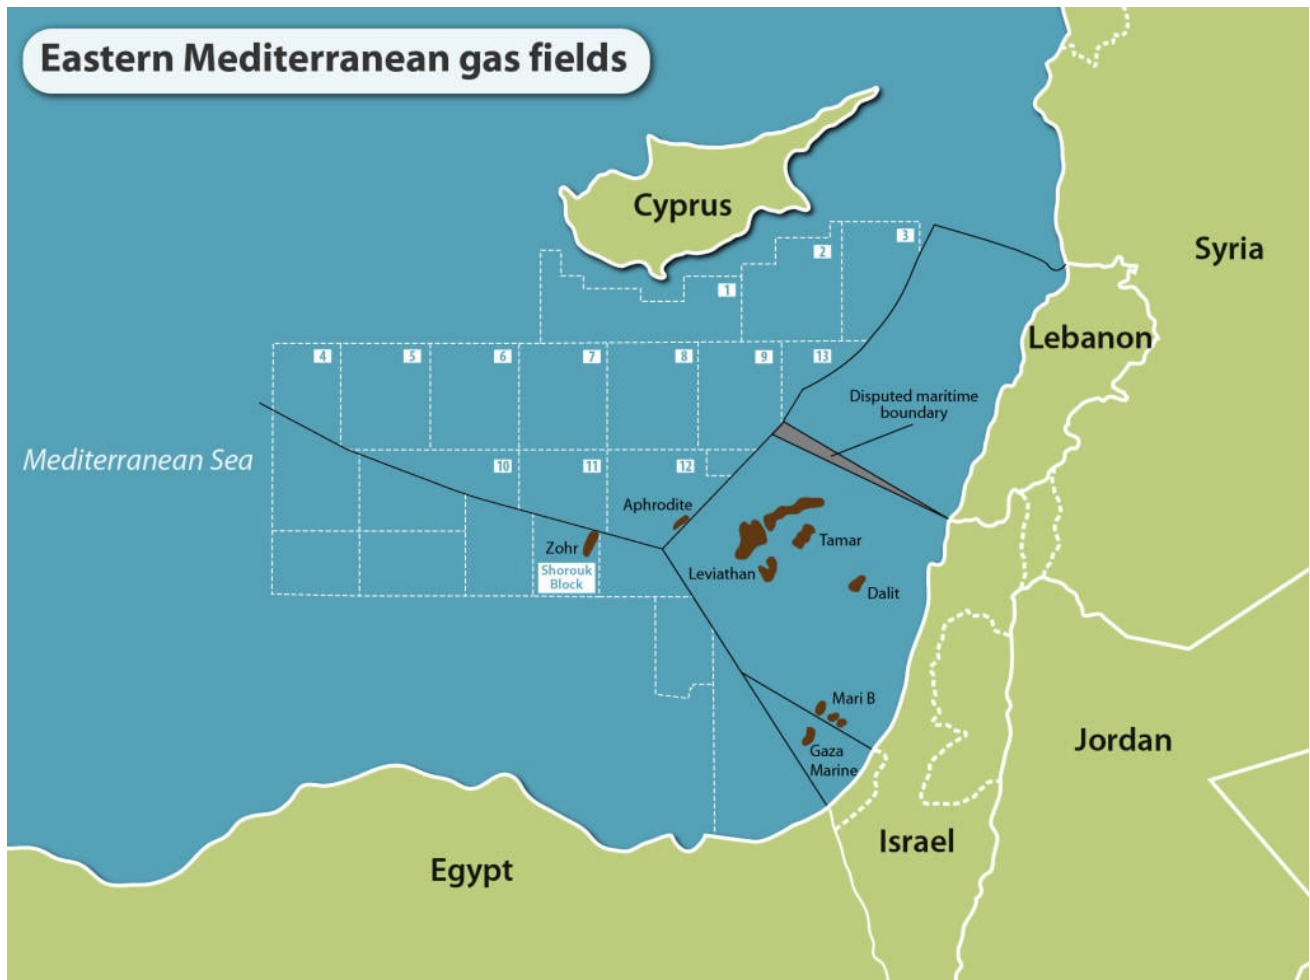 Eastern Mediterranean gas fields
Cyprus
Syria
3
2
1
Lebanon
4
5
6
7
8
9
13
Disputed maritime
boundary
Mediterranean Sea
10
11
12
Aphrodite
Zohr
Tamar
Shorouk
Block
Leviathan
Dalit
Mari B
Gaza
Marine
Jordan
Israel
Egypt